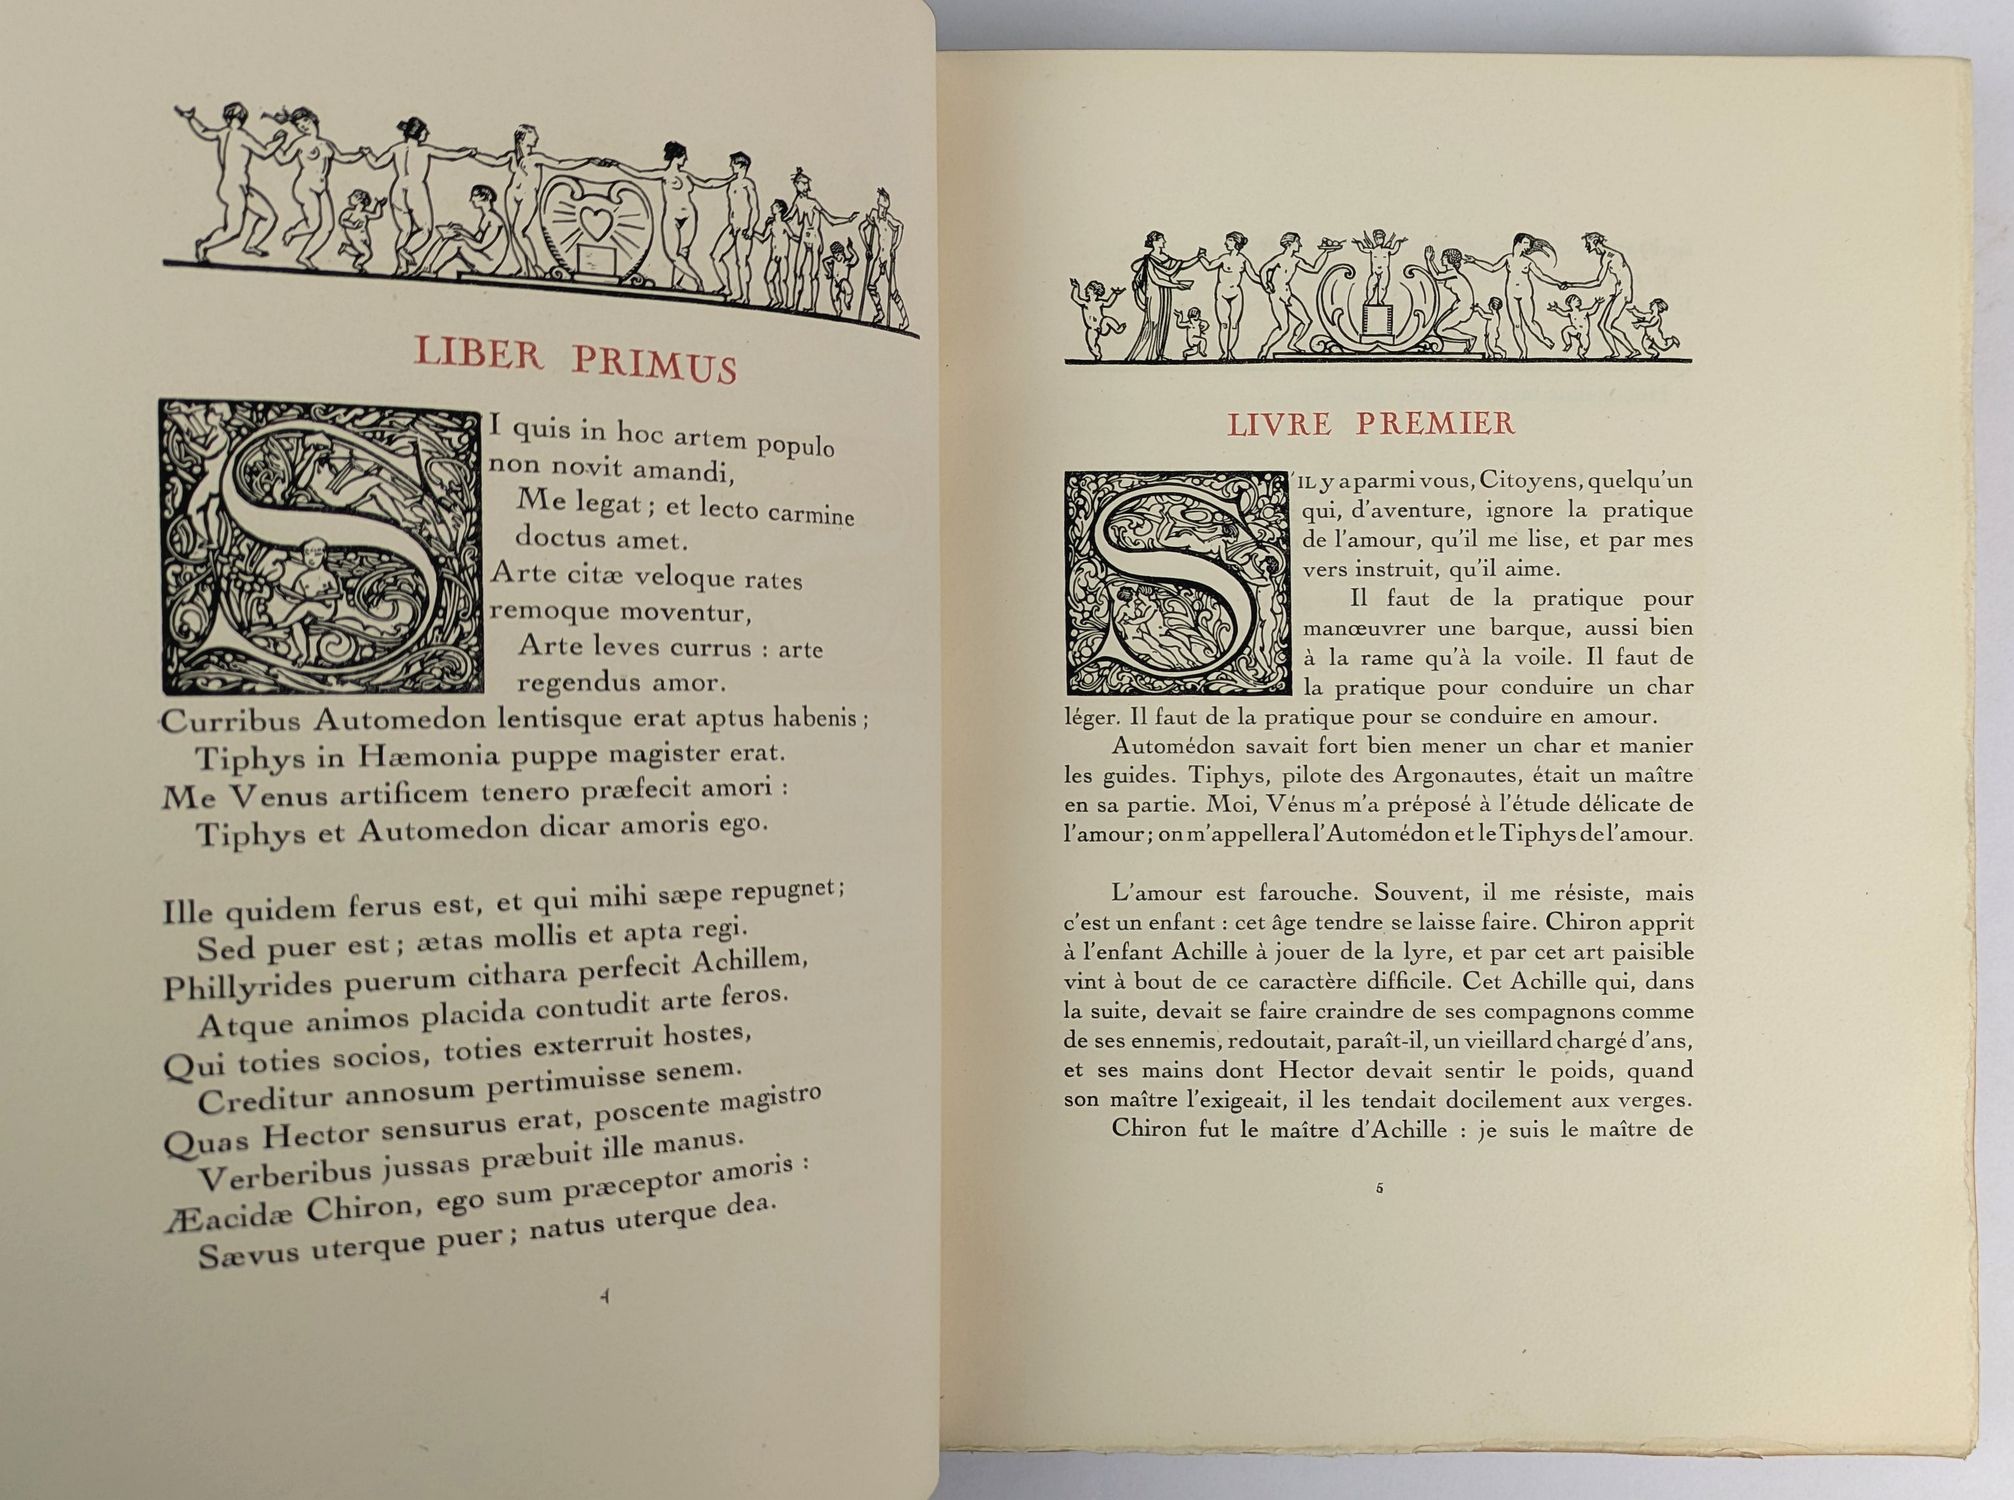 LIBER PRIMUS
SI quis in hoc artem populo
non novit amandi,
Me legat ; et lecto carmine
doctus amet.
Arte citæ veloque rates
remoque moventur,
Arte leves currus : arte
regendus amor.
Curribus Automedon lentisque erat aptus habenis ;
Tiphys in Hæmonia puppe magister erat.
Me Venus artificem tenero præfecit amori :
Tiphys et Automedon dicar amoris ego.
Ille quidem ferus est, et qui mihi sæpe repugnet ;
Sed puer est ; ætas mollis et apta regi.
Phillyrides puerum cithara perfecit Achillem,
Atque animos placida contudit arte feros.
Qui toties socios, toties exterruit hostes,
Creditur annosum pertimuisse senem.
Quas Hector sensurus erat, poscente magistro
Verberibus jussas præbuit ille manus.
Æacidæ Chiron, ego sum præceptor amoris :
Sævus uterque puer ; natus uterque dea.
4
LIVRE PREMIER
S'IL y a parmi vous, Citoyens, quelqu'un
qui, d'aventure, ignore la pratique
de l'amour, qu'il me lise, et par mes
vers instruit, qu'il aime.
Il faut de la pratique pour
manœuvrer une barque, aussi bien
à la rame qu'à la voile. Il faut de
la pratique pour conduire un char
léger. Il faut de la pratique pour se conduire en amour.
Automédon savait fort bien mener un char et manier
les guides. Tiphys, pilote des Argonautes, était un maître
en sa partie. Moi, Vénus m'a préposé à l'étude délicate de
l'amour ; on m'appellera l'Automédon et le Tiphys de l'amour.
L'amour est farouche. Souvent, il me résiste, mais
c'est un enfant : cet âge tendre se laisse faire. Chiron apprit
à l'enfant Achille à jouer de la lyre, et par cet art paisible
vint à bout de ce caractère difficile. Cet Achille qui, dans
la suite, devait se faire craindre de ses compagnons comme
de ses ennemis, redoutait, paraît-il, un vieillard chargé d'ans,
et ses mains dont Hector devait sentir le poids, quand
son maître l'exigeait, il les tendait docilement aux verges.
Chiron fut le maître d'Achille : je suis le maître de
5